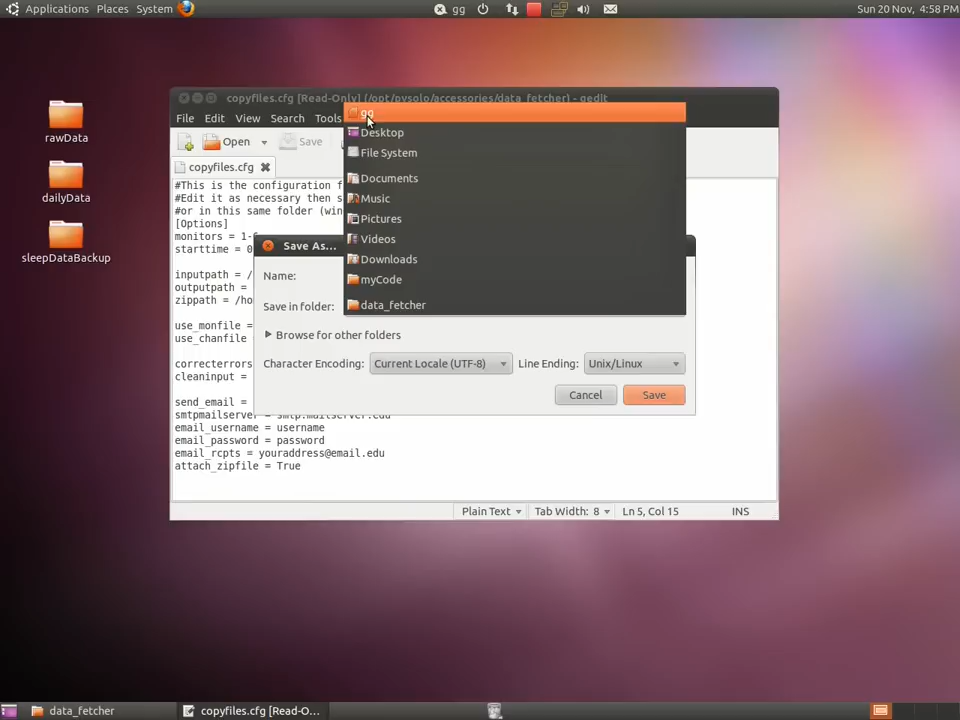 Applications Places System gg Sun 20 Nov, 4:58 PM
rawData
dailyData
sleepDataBackup
copyfiles.cfg [Read-Only] (/opt/pysolo/accessories/data_fetcher) - gedit
File Edit View Search Tools
Open Save
copyfiles.cfg
#This is the configuration f
#Edit it as necessary then s
#or in this same folder (win
[Options]
monitors = 1-
starttime = 0
inputpath = /
outputpath =
zippath = /ho
use_monfile =
use_chanfile
correcterrors
cleaninput =
send_email =
smtpmailserver = smtp.mailserver.edu
email_username = username
email_password = password
email_rcpts = youraddress@email.edu
attach_zipfile = True
gg
Desktop
File System
Documents
Music
Pictures
Videos
Downloads
myCode
data_fetcher
Save As...
Name:
Save in folder:
Browse for other folders
Character Encoding: Current Locale (UTF-8) Line Ending: Unix/Linux
Cancel Save
Plain Text Tab Width: 8 Ln 5, Col 15 INS
data_fetcher copyfiles.cfg [Read-O...